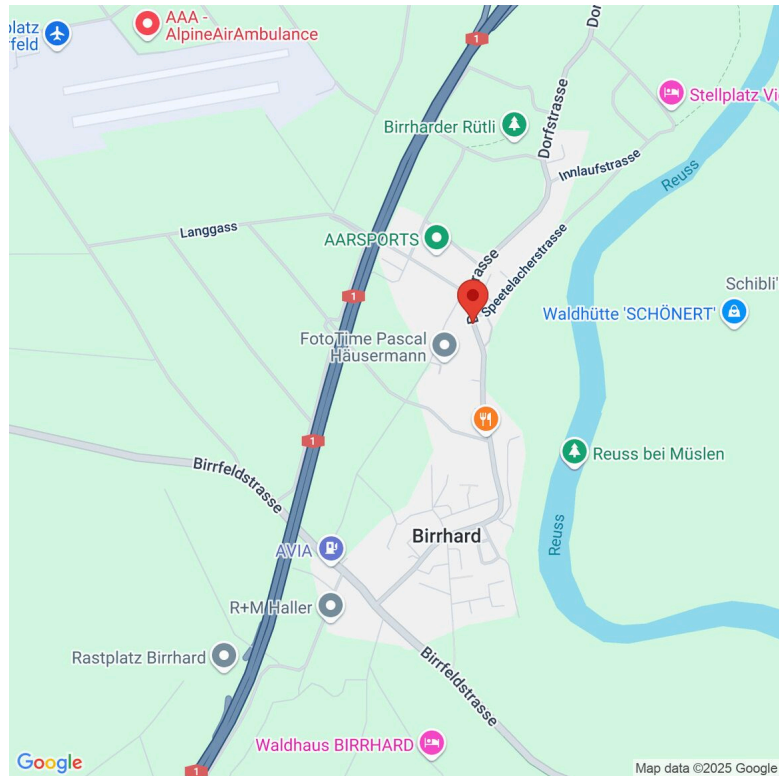 AAA -
AlpineAirAmbulance
platz
rfeld
1
Birrharder Rütli
Dorfstrasse
Stellplatz Vi
Innlaufstrasse
Reuss
Langgass
AARSPORTS
Speetelacherstrasse
1
Schibli'
Waldhütte 'SCHÖNERT'
FotoTime Pascal
Häusermann
1
Reuss bei Müslen
Birrfeldstrasse
Reuss
Birrhard
AVIA
R+M Haller
Rastplatz Birrhard
Birrfeldstrasse
Waldhaus BIRRHARD
1
Google
Map data ©2025 Google